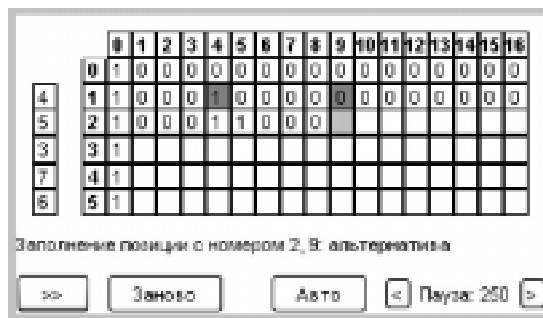 0 1 2 3 4 5 6 7 8 9 10 11 12 13 14 15 16
0 1 0 0 0 0 0 0 0 0 0 0 0 0 0 0 0 0
4 1 1 0 0 0 1 0 0 0 0 0 0 0 0 0 0 0 0
5 2 1 0 0 0 1 1 0 0 0
3 3 1
7 4 1
6 5 1
Заполнение позиции с номером 2, 9: альтернатива
>> Заново Авто < Пауза: 250 >